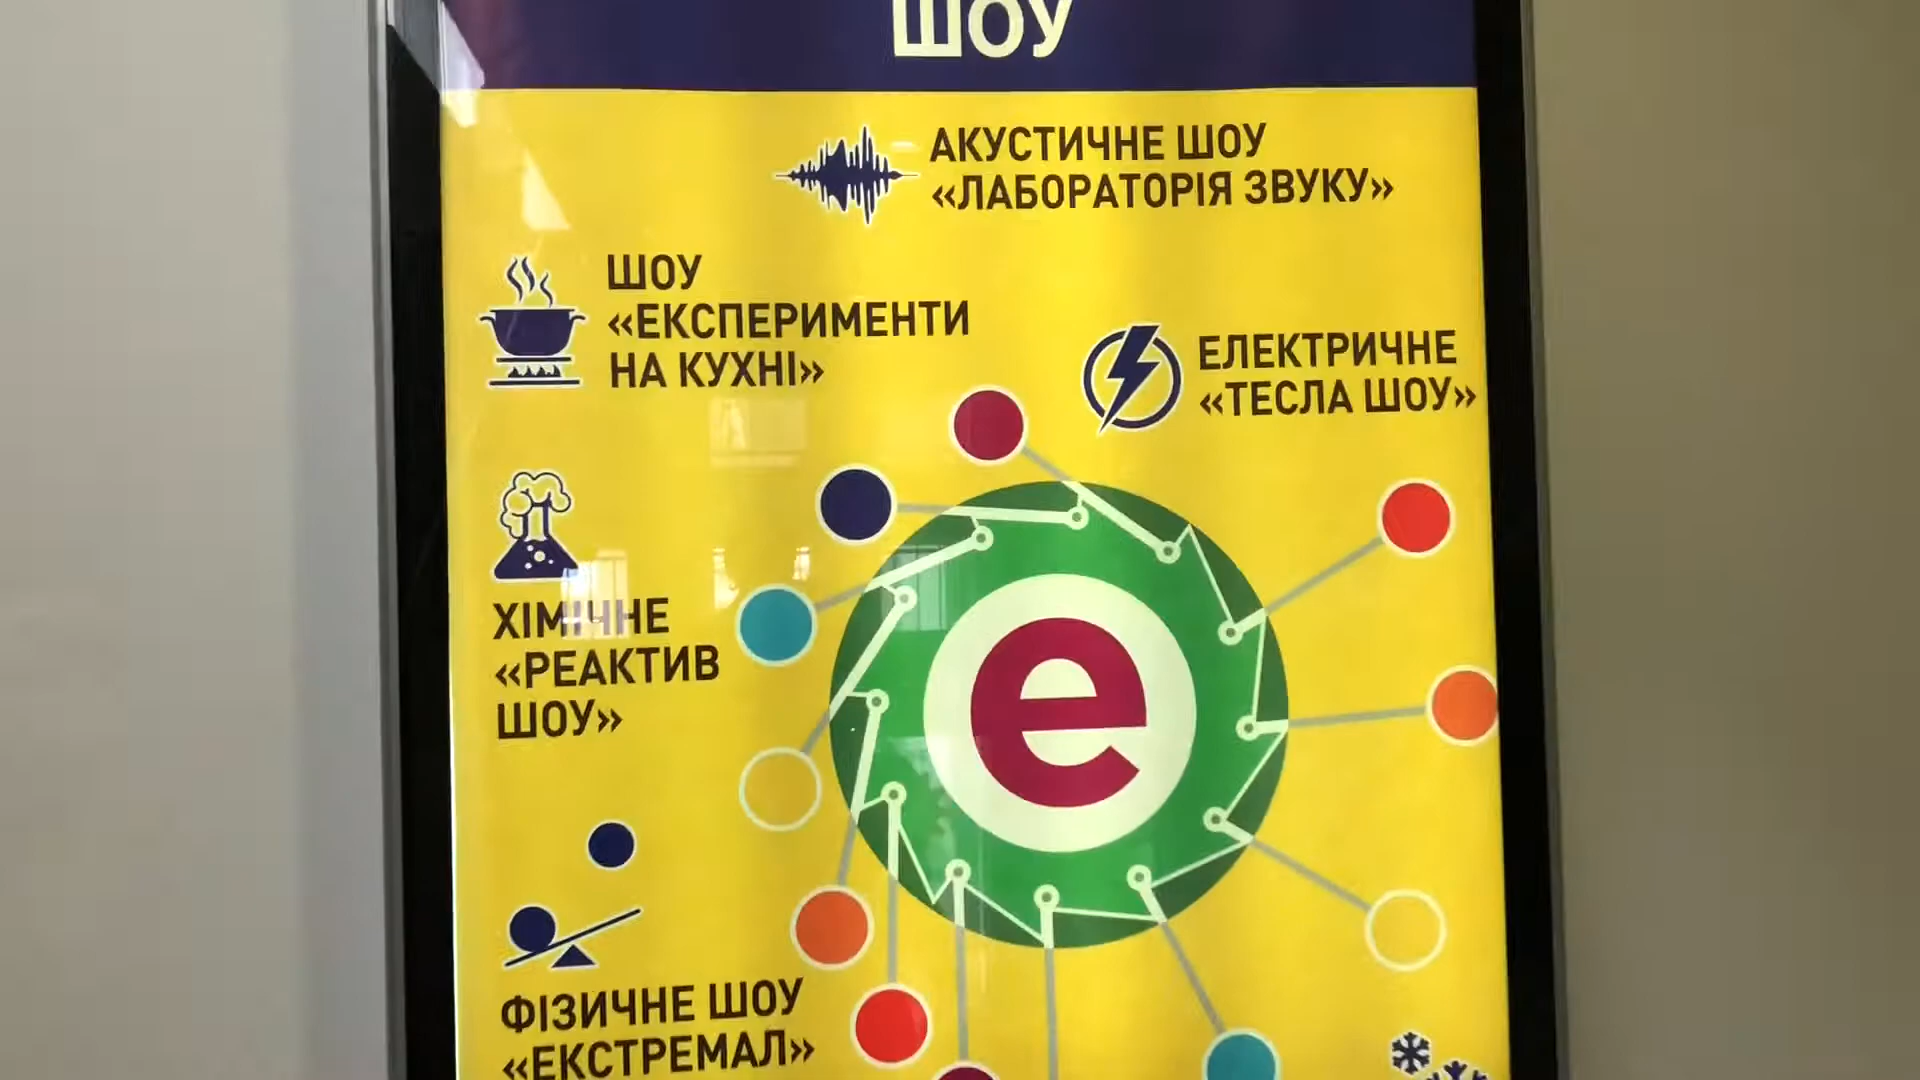 ШОУ
АКУСТИЧНЕ ШОУ
«ЛАБОРАТОРІЯ ЗВУКУ»
ШОУ
«ЕКСПЕРИМЕНТИ
НА КУХНІ»
ЕЛЕКТРИЧНЕ
«ТЕСЛА ШОУ»
ХІМІЧНЕ
«РЕАКТИВ
ШОУ»
e
ФІЗИЧНЕ ШОУ
«ЕКСТРЕМАЛ»